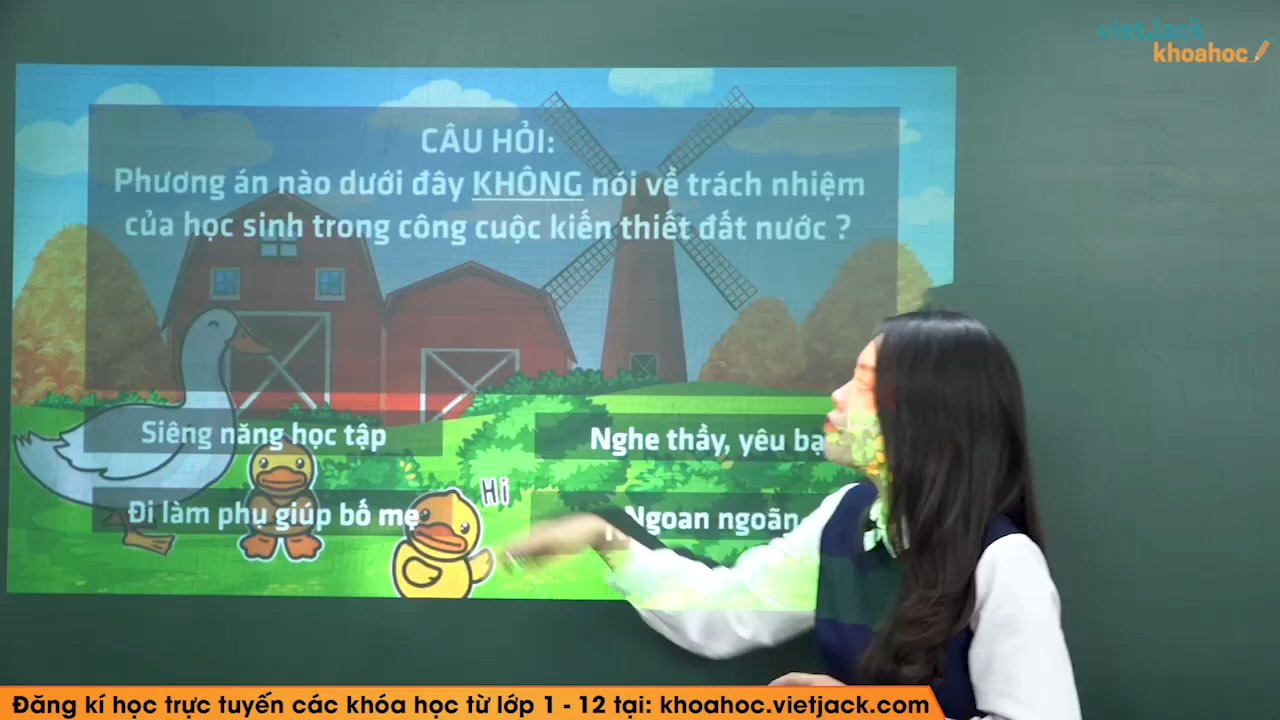 vietjack
khoahoc
CÂU HỎI:
Phương án nào dưới đây KHÔNG nói về trách nhiệm
của học sinh trong công cuộc kiến thiết đất nước ?
Siêng năng học tập
Nghe thầy, yêu
Đi làm phụ giúp bố mẹ
Ngoan ngoãn
Hi
Đăng kí học trực tuyến các khóa học từ lớp 1 - 12 tại: khoahoc.vietjack.com